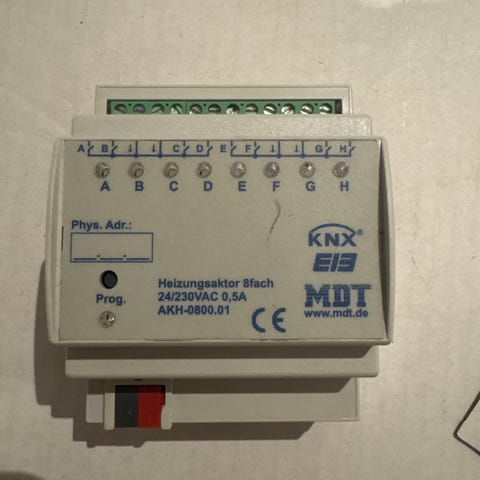 A B ↓ ↓ C D E F ↓ ↓ G H
A B C D E F G H
Phys. Adr.:
Prog.
Heizungsaktor 8fach
24/230VAC 0,5A
AKH-0800.01
CE
KNX®
EIB
MDT
www.mdt.de